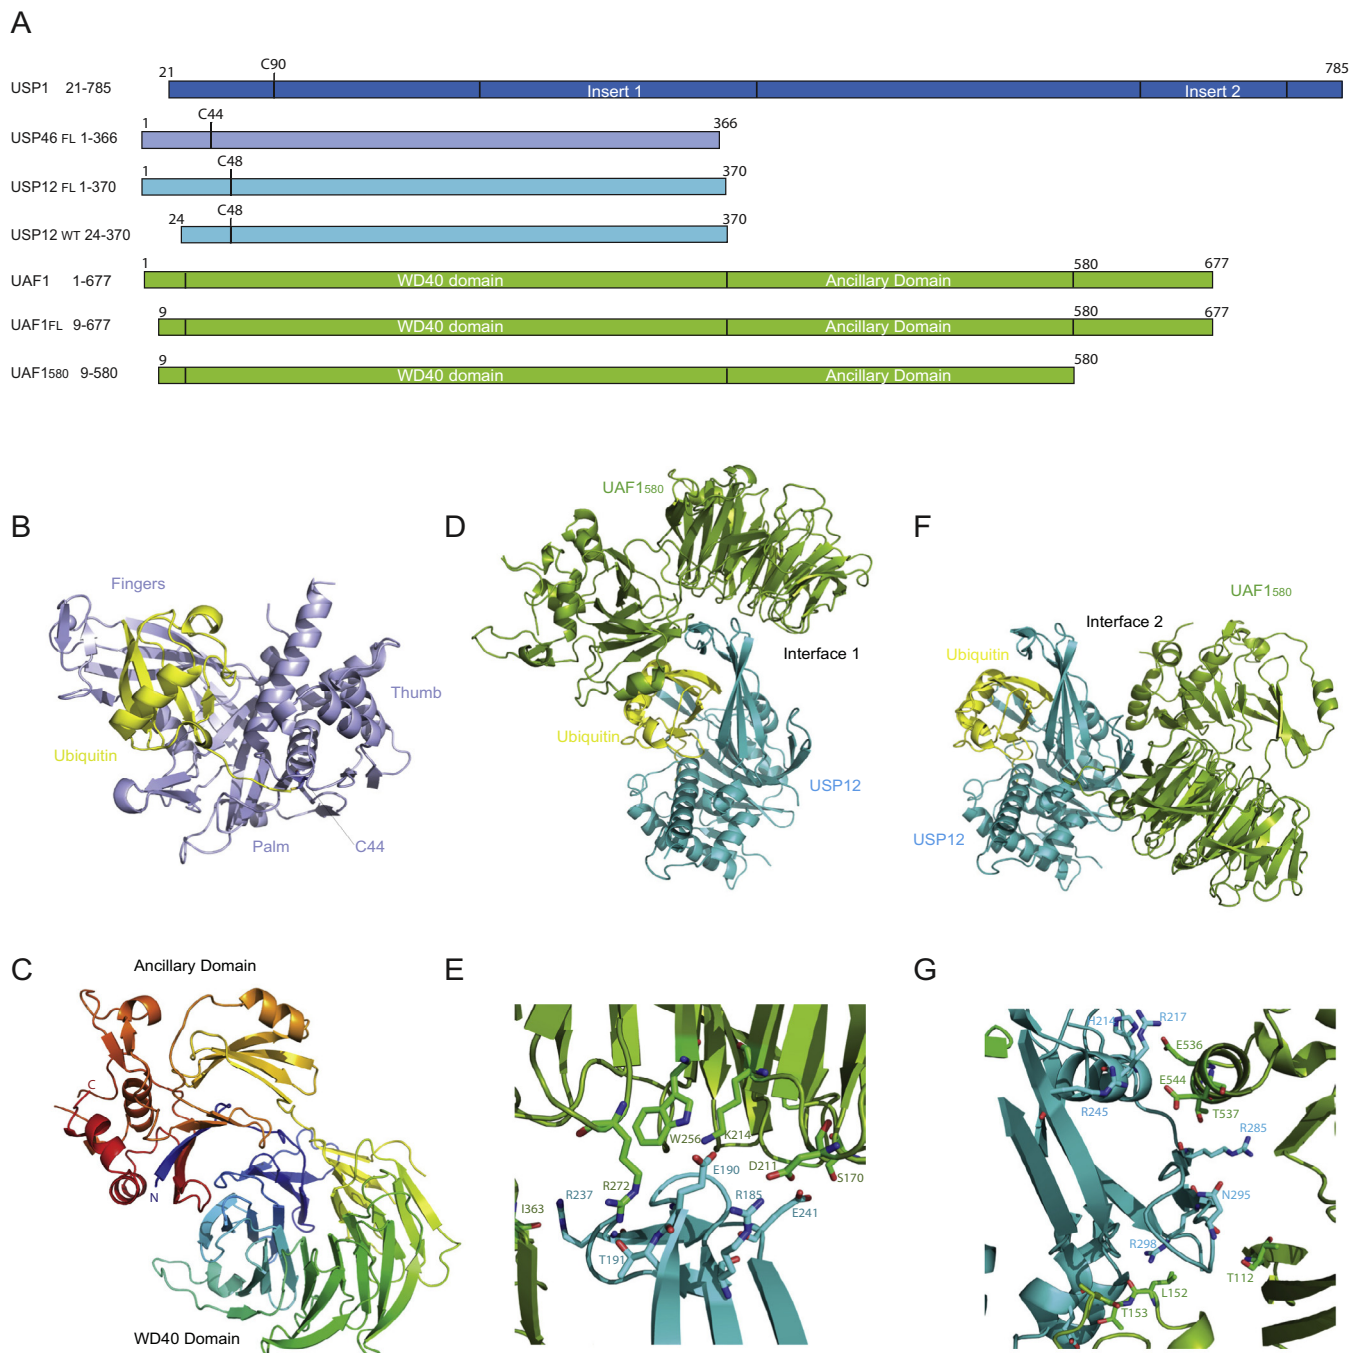 A
21
C90
785
USP1 21-785
Insert 1
Insert 2
1
C44
366
USP46 FL 1-366
1
C48
370
USP12 FL 1-370
24
C48
370
USP12 WT 24-370
1
580
677
UAF1 1-677
WD40 domain
Ancillary Domain
9
580
677
UAF1FL 9-677
WD40 domain
Ancillary Domain
9
580
UAF1580 9-580
WD40 domain
Ancillary Domain
B
Fingers
Thumb
Ubiquitin
Palm
C44
D
UAF1580
Interface 1
Ubiquitin
USP12
F
UAF1580
Interface 2
Ubiquitin
USP12
C
Ancillary Domain
C
N
WD40 Domain
E
W256
K214
E190
D211
S170
R272
R237
R185
E241
I363
T191
G
H214
R217
E536
E544
R245
T537
R285
N295
R298
T112
L152
T153